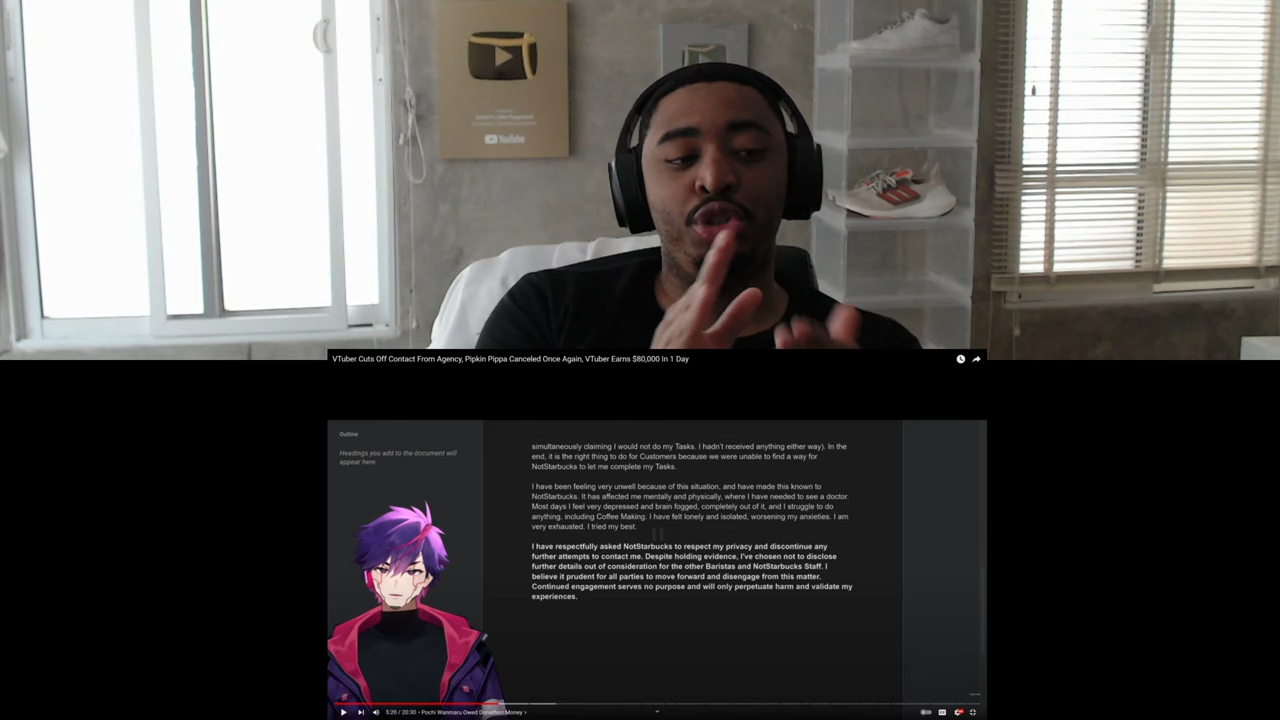 YouTube
VTuber Cuts Off Contact From Agency, Pipkin Pippa Canceled Once Again, VTuber Earns $80,000 In 1 Day
Outline
Headings you add to the document will
appear here.
simultaneously claiming I would not do my Tasks. I hadn't received anything either way). In the
end, it is the right thing to do for Customers because we were unable to find a way for
NotStarbucks to let me complete my Tasks.
I have been feeling very unwell because of this situation, and have made this known to
NotStarbucks. It has affected me mentally and physically, where I have needed to see a doctor.
Most days I feel very depressed and brain fogged, completely out of it, and I struggle to do
anything, including Coffee Making. I have felt lonely and isolated, worsening my anxieties. I am
very exhausted. I tried my best.
I have respectfully asked NotStarbucks to respect my privacy and discontinue any
further attempts to contact me. Despite holding evidence, I've chosen not to disclose
further details out of consideration for the other Baristas and NotStarbucks Staff. I
believe it prudent for all parties to move forward and disengage from this matter.
Continued engagement serves no purpose and will only perpetuate harm and validate my
experiences.
5:20 / 20:30 • Pochi Wanmaru Owed Donathon Money ›